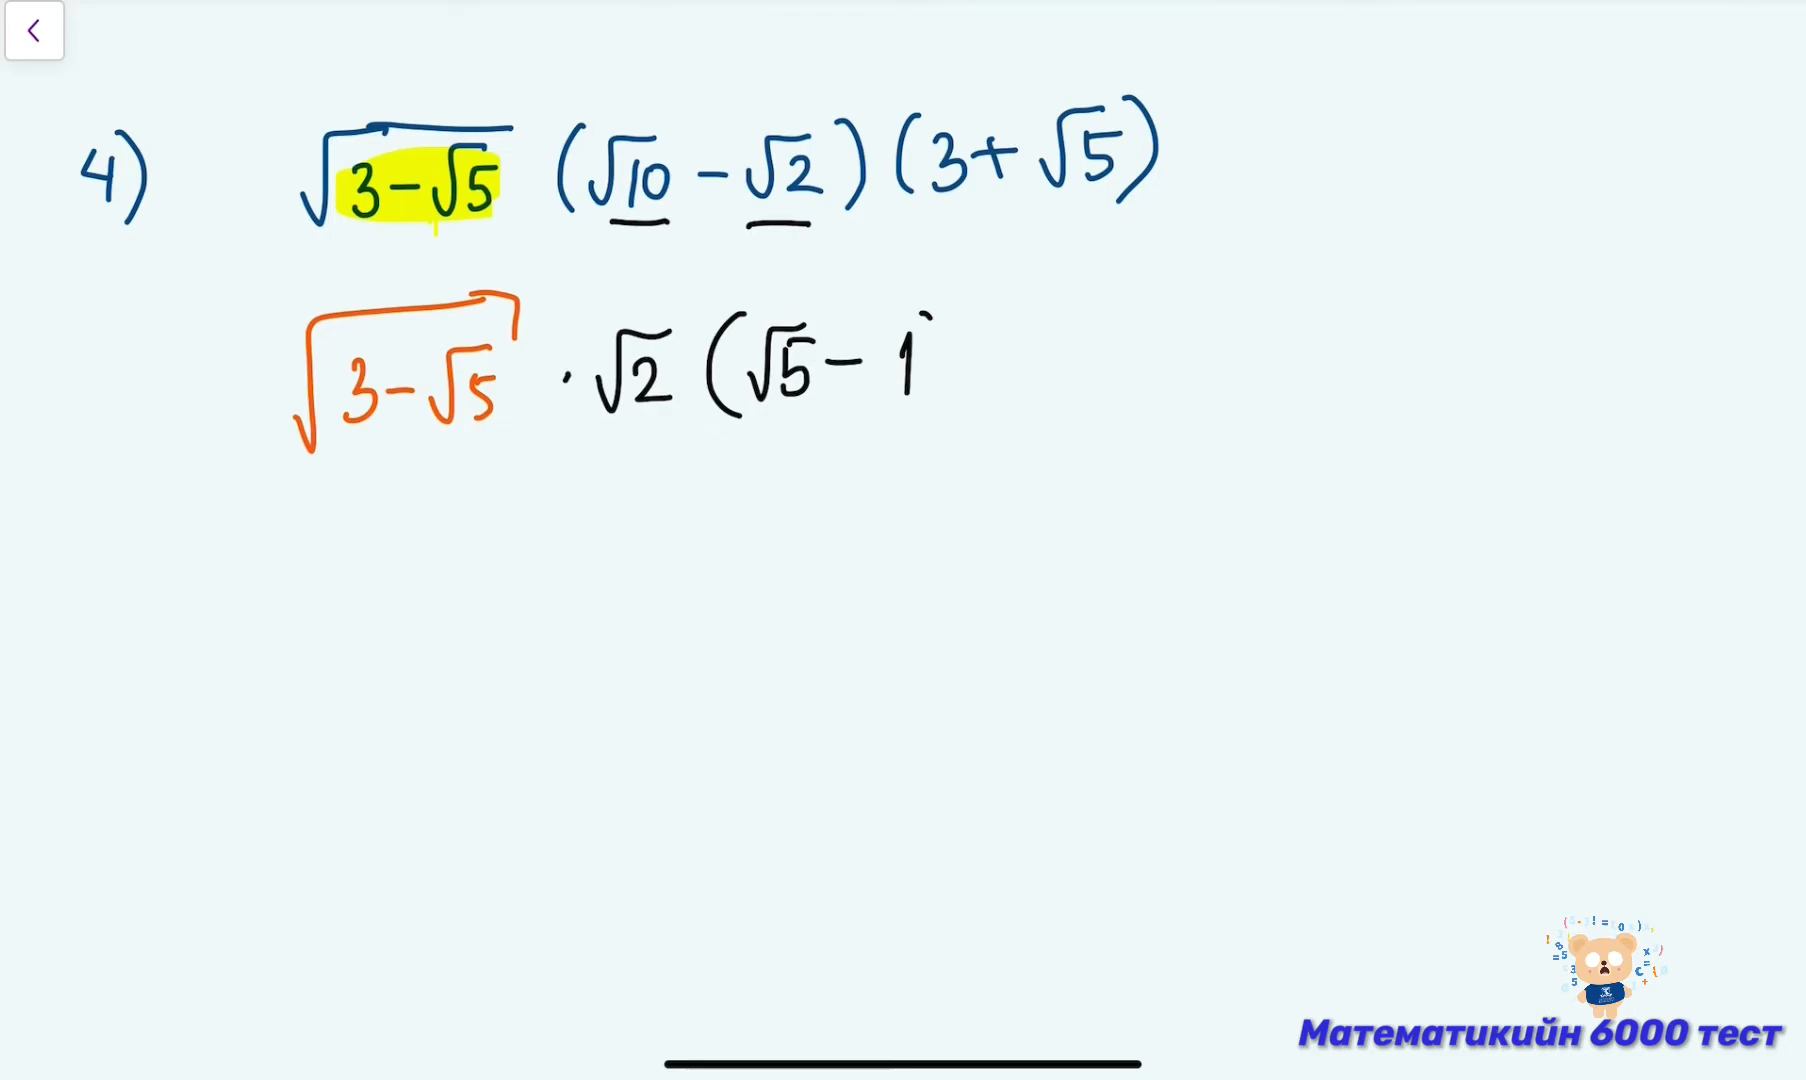 4) √(3-√5) (√10 - √2) (3 + √5)
√(3-√5) · √2 (√5 - 1
Математикийн 6000 тест